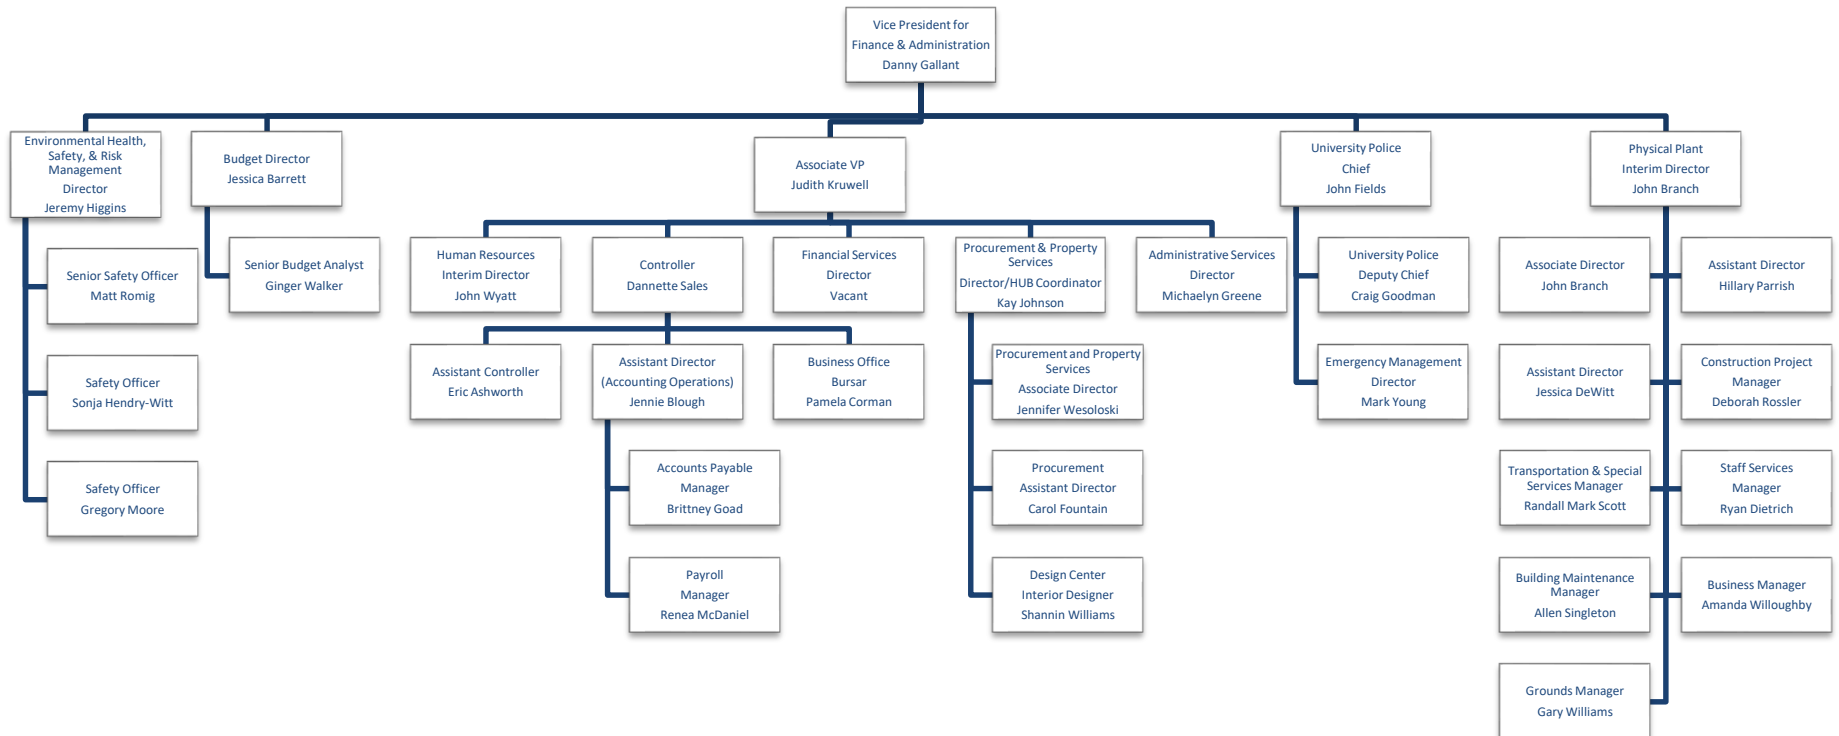 Vice President for
Finance & Administration
Danny Gallant
Environmental Health,
Safety, & Risk
Management
Director
Jeremy Higgins
Budget Director
Jessica Barrett
Associate VP
Judith Kruwell
University Police
Chief
John Fields
Physical Plant
Interim Director
John Branch
Senior Safety Officer
Matt Romig
Safety Officer
Sonja Hendry-Witt
Safety Officer
Gregory Moore
Senior Budget Analyst
Ginger Walker
Human Resources
Interim Director
John Wyatt
Controller
Dannette Sales
Financial Services
Director
Vacant
Procurement & Property
Services
Director/HUB Coordinator
Kay Johnson
Administrative Services
Director
Michaelyn Greene
Assistant Controller
Eric Ashworth
Assistant Director
(Accounting Operations)
Jennie Blough
Business Office
Bursar
Pamela Corman
Accounts Payable
Manager
Brittney Goad
Payroll
Manager
Renea McDaniel
Procurement and Property
Services
Associate Director
Jennifer Wesoloski
Procurement
Assistant Director
Carol Fountain
Design Center
Interior Designer
Shannin Williams
University Police
Deputy Chief
Craig Goodman
Emergency Management
Director
Mark Young
Associate Director
John Branch
Assistant Director
Hillary Parrish
Assistant Director
Jessica DeWitt
Construction Project
Manager
Deborah Rossler
Transportation & Special
Services Manager
Randall Mark Scott
Staff Services
Manager
Ryan Dietrich
Building Maintenance
Manager
Allen Singleton
Business Manager
Amanda Willoughby
Grounds Manager
Gary Williams